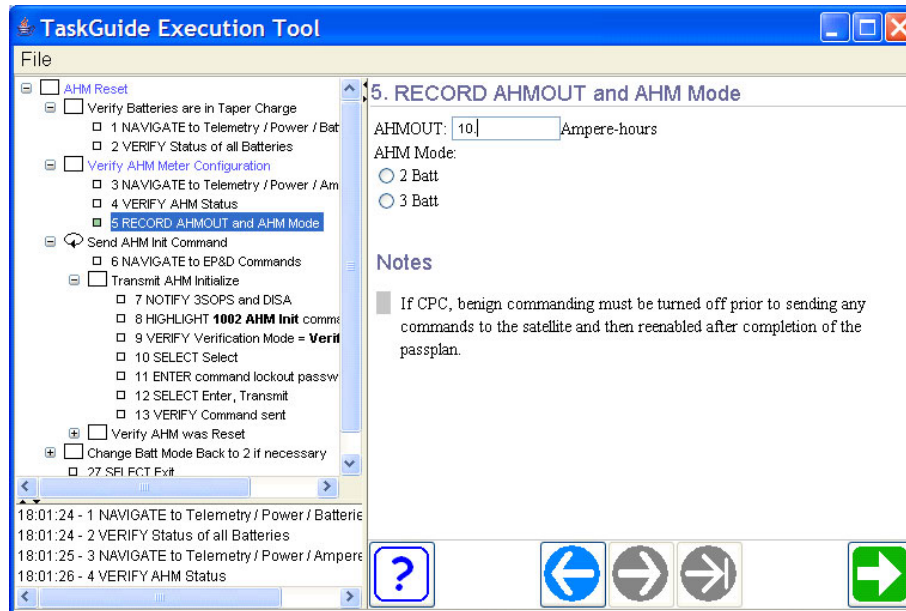 TaskGuide Execution Tool
File
AHM Reset
Verify Batteries are in Taper Charge
1 NAVIGATE to Telemetry / Power / Bat
2 VERIFY Status of all Batteries
Verify AHM Meter Configuration
3 NAVIGATE to Telemetry / Power / Am
4 VERIFY AHM Status
5 RECORD AHMOUT and AHM Mode
Send AHM Init Command
6 NAVIGATE to EP&D Commands
Transmit AHM Initialize
7 NOTIFY 3SOPS and DISA
8 HIGHLIGHT 1002 AHM Init comma
9 VERIFY Verification Mode = Verif
10 SELECT Select
11 ENTER command lockout passw
12 SELECT Enter, Transmit
13 VERIFY Command sent
Verify AHM was Reset
Change Batt Mode Back to 2 if necessary
27 SELECT Exit
18:01:24 - 1 NAVIGATE to Telemetry / Power / Batterie
18:01:24 - 2 VERIFY Status of all Batteries
18:01:25 - 3 NAVIGATE to Telemetry / Power / Ampere
18:01:26 - 4 VERIFY AHM Status
5. RECORD AHMOUT and AHM Mode
AHMOUT: 10. Ampere-hours
AHM Mode:
2 Batt
3 Batt
Notes
If CPC, benign commanding must be turned off prior to sending any
commands to the satellite and then reenabled after completion of the
passplan.
?